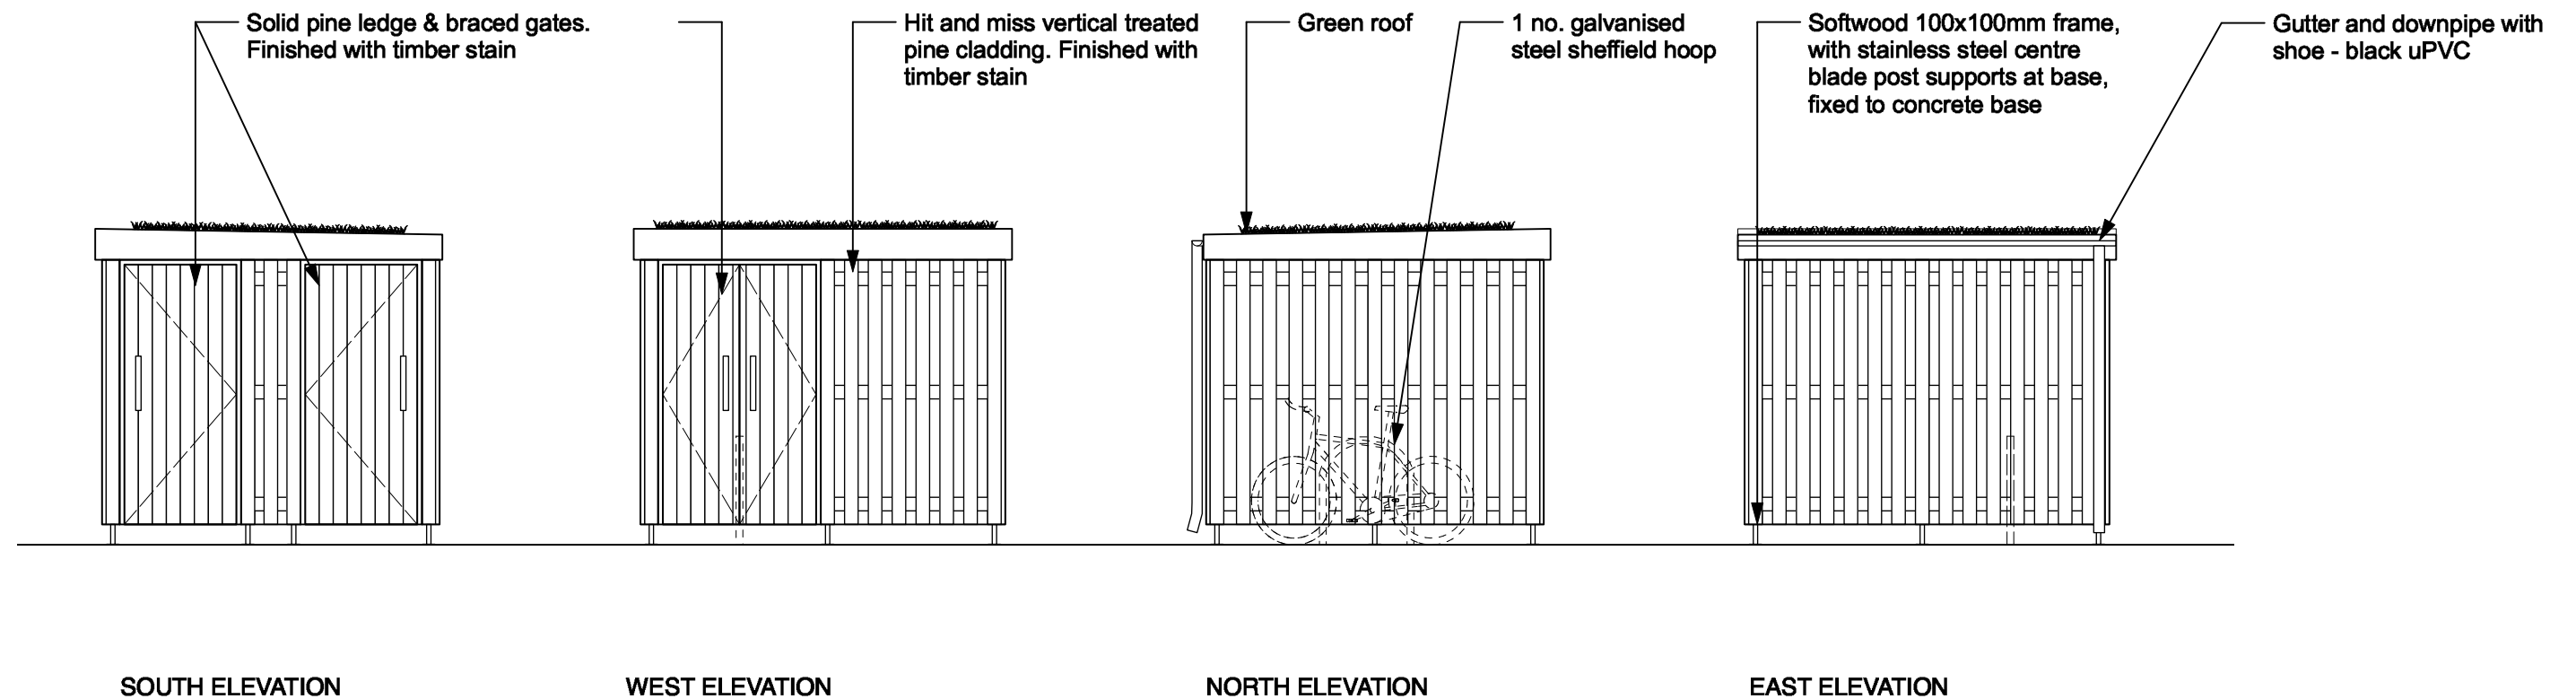 Solid pine ledge & braced gates.
Finished with timber stain
Hit and miss vertical treated
pine cladding. Finished with
timber stain
Green roof
1 no. galvanised
steel sheffield hoop
Softwood 100x100mm frame,
with stainless steel centre
blade post supports at base,
fixed to concrete base
Gutter and downpipe with
shoe - black uPVC
SOUTH ELEVATION
WEST ELEVATION
NORTH ELEVATION
EAST ELEVATION